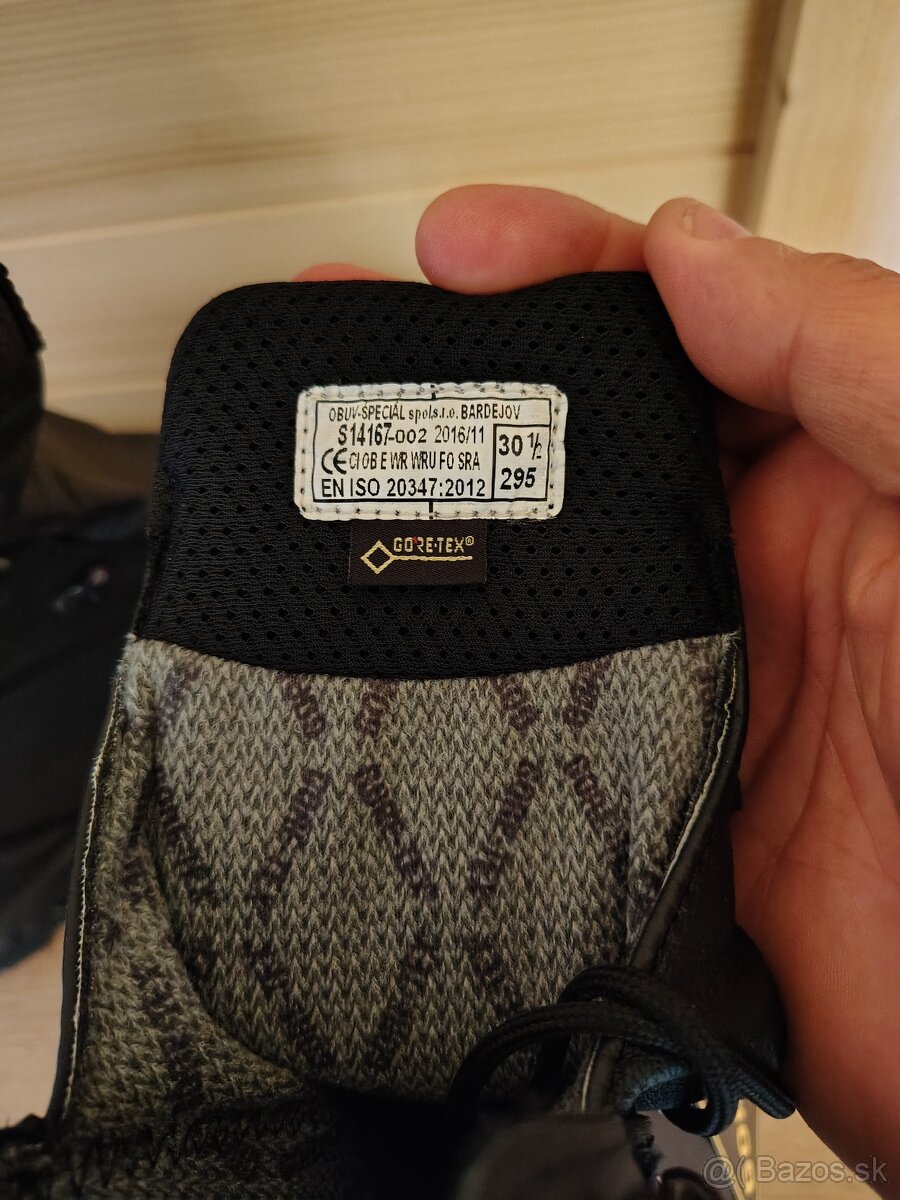 OBUV-ŠPECIÁL spol.s.r.o. BARDEJOV
S14167-002 2016/11
CE CI OB E WR WRU FO SRA
EN ISO 20347:2012
30 ½
295
GORE-TEX®
@( Bazos.sk